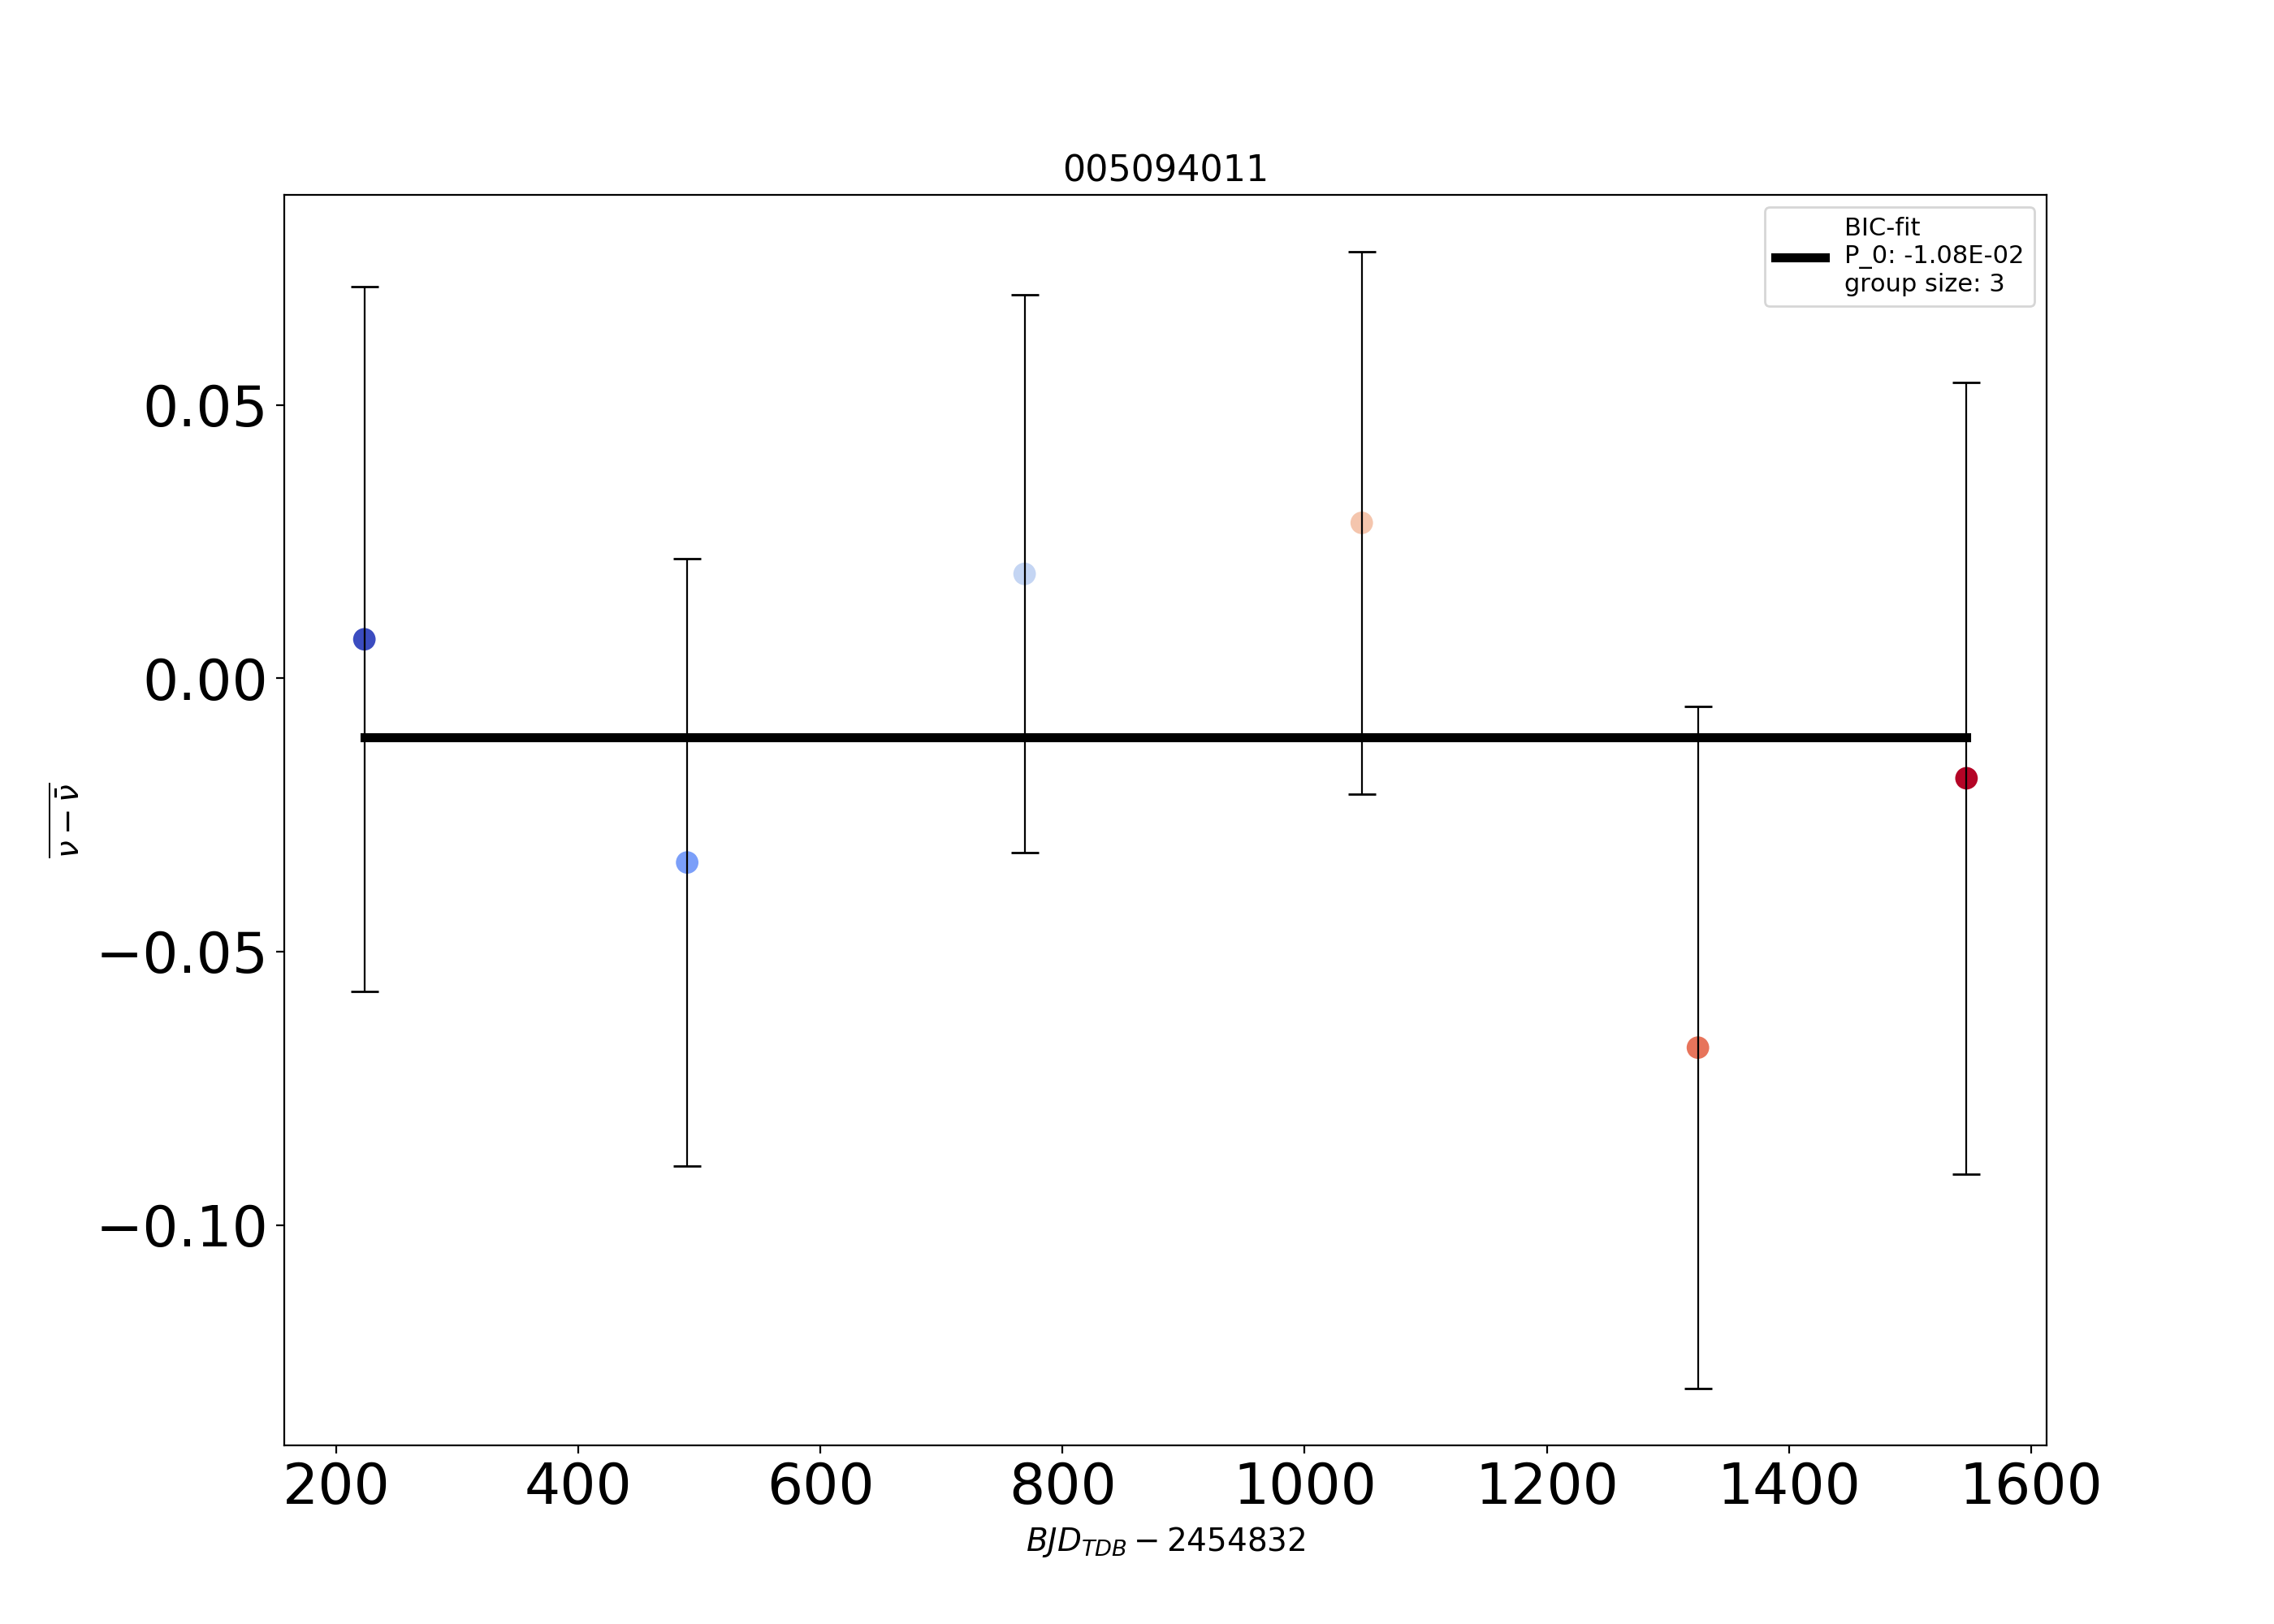 005094011
BIC-fit
P_0: -1.08E-02
group size: 3
0.05
0.00
−0.05
−0.10
ν − ν̄
200 400 600 800 1000 1200 1400 1600
BJD_TDB − 2454832